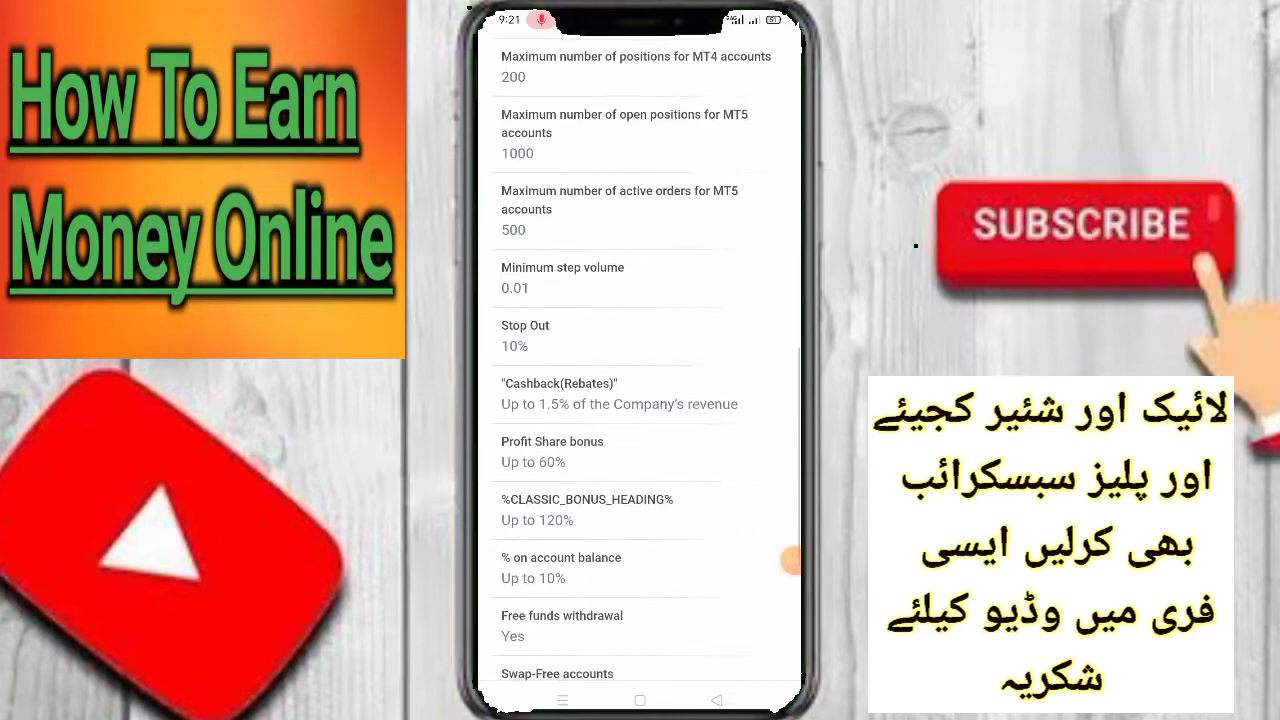 How To Earn
Money Online
9:21
Maximum number of positions for MT4 accounts
200
Maximum number of open positions for MT5
accounts
1000
Maximum number of active orders for MT5
accounts
500
Minimum step volume
0.01
Stop Out
10%
"Cashback(Rebates)"
Up to 1.5% of the Company's revenue
Profit Share bonus
Up to 60%
%CLASSIC_BONUS_HEADING%
Up to 120%
% on account balance
Up to 10%
Free funds withdrawal
Yes
Swap-Free accounts
SUBSCRIBE
لائیک اور شئیر کجیئے
اور پلیز سبسکرائب
بھی کرلیں ایسی
فری میں وڈیو کیلئے
شکریہ